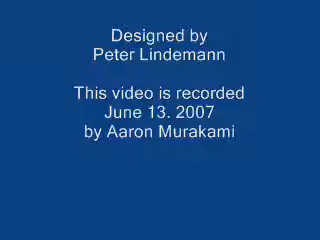 Designed by
Peter Lindemann
This video is recorded
June 13. 2007
by Aaron Murakami